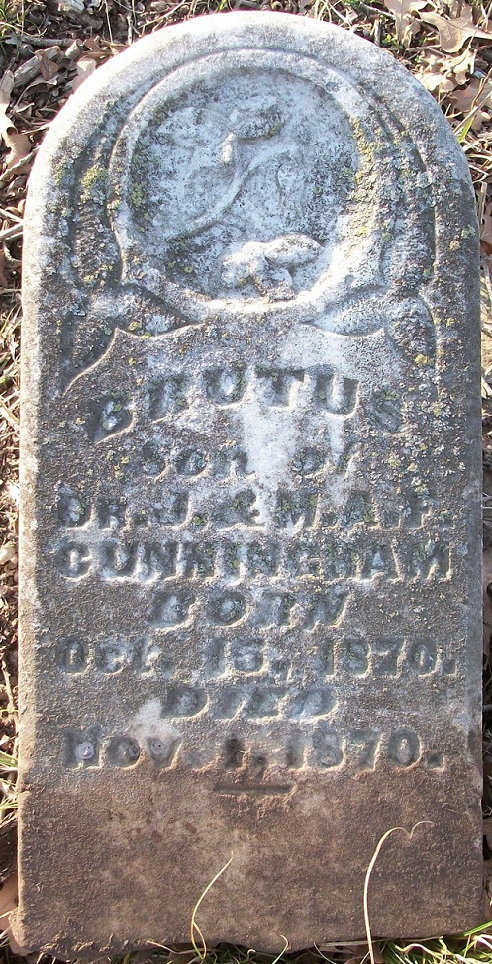 BRUTUS
SON OF
DR. J. & M. A. F.
CUNNINGHAM
BORN
OCT. 15, 1870.
DIED
NOV. 1, 1870.